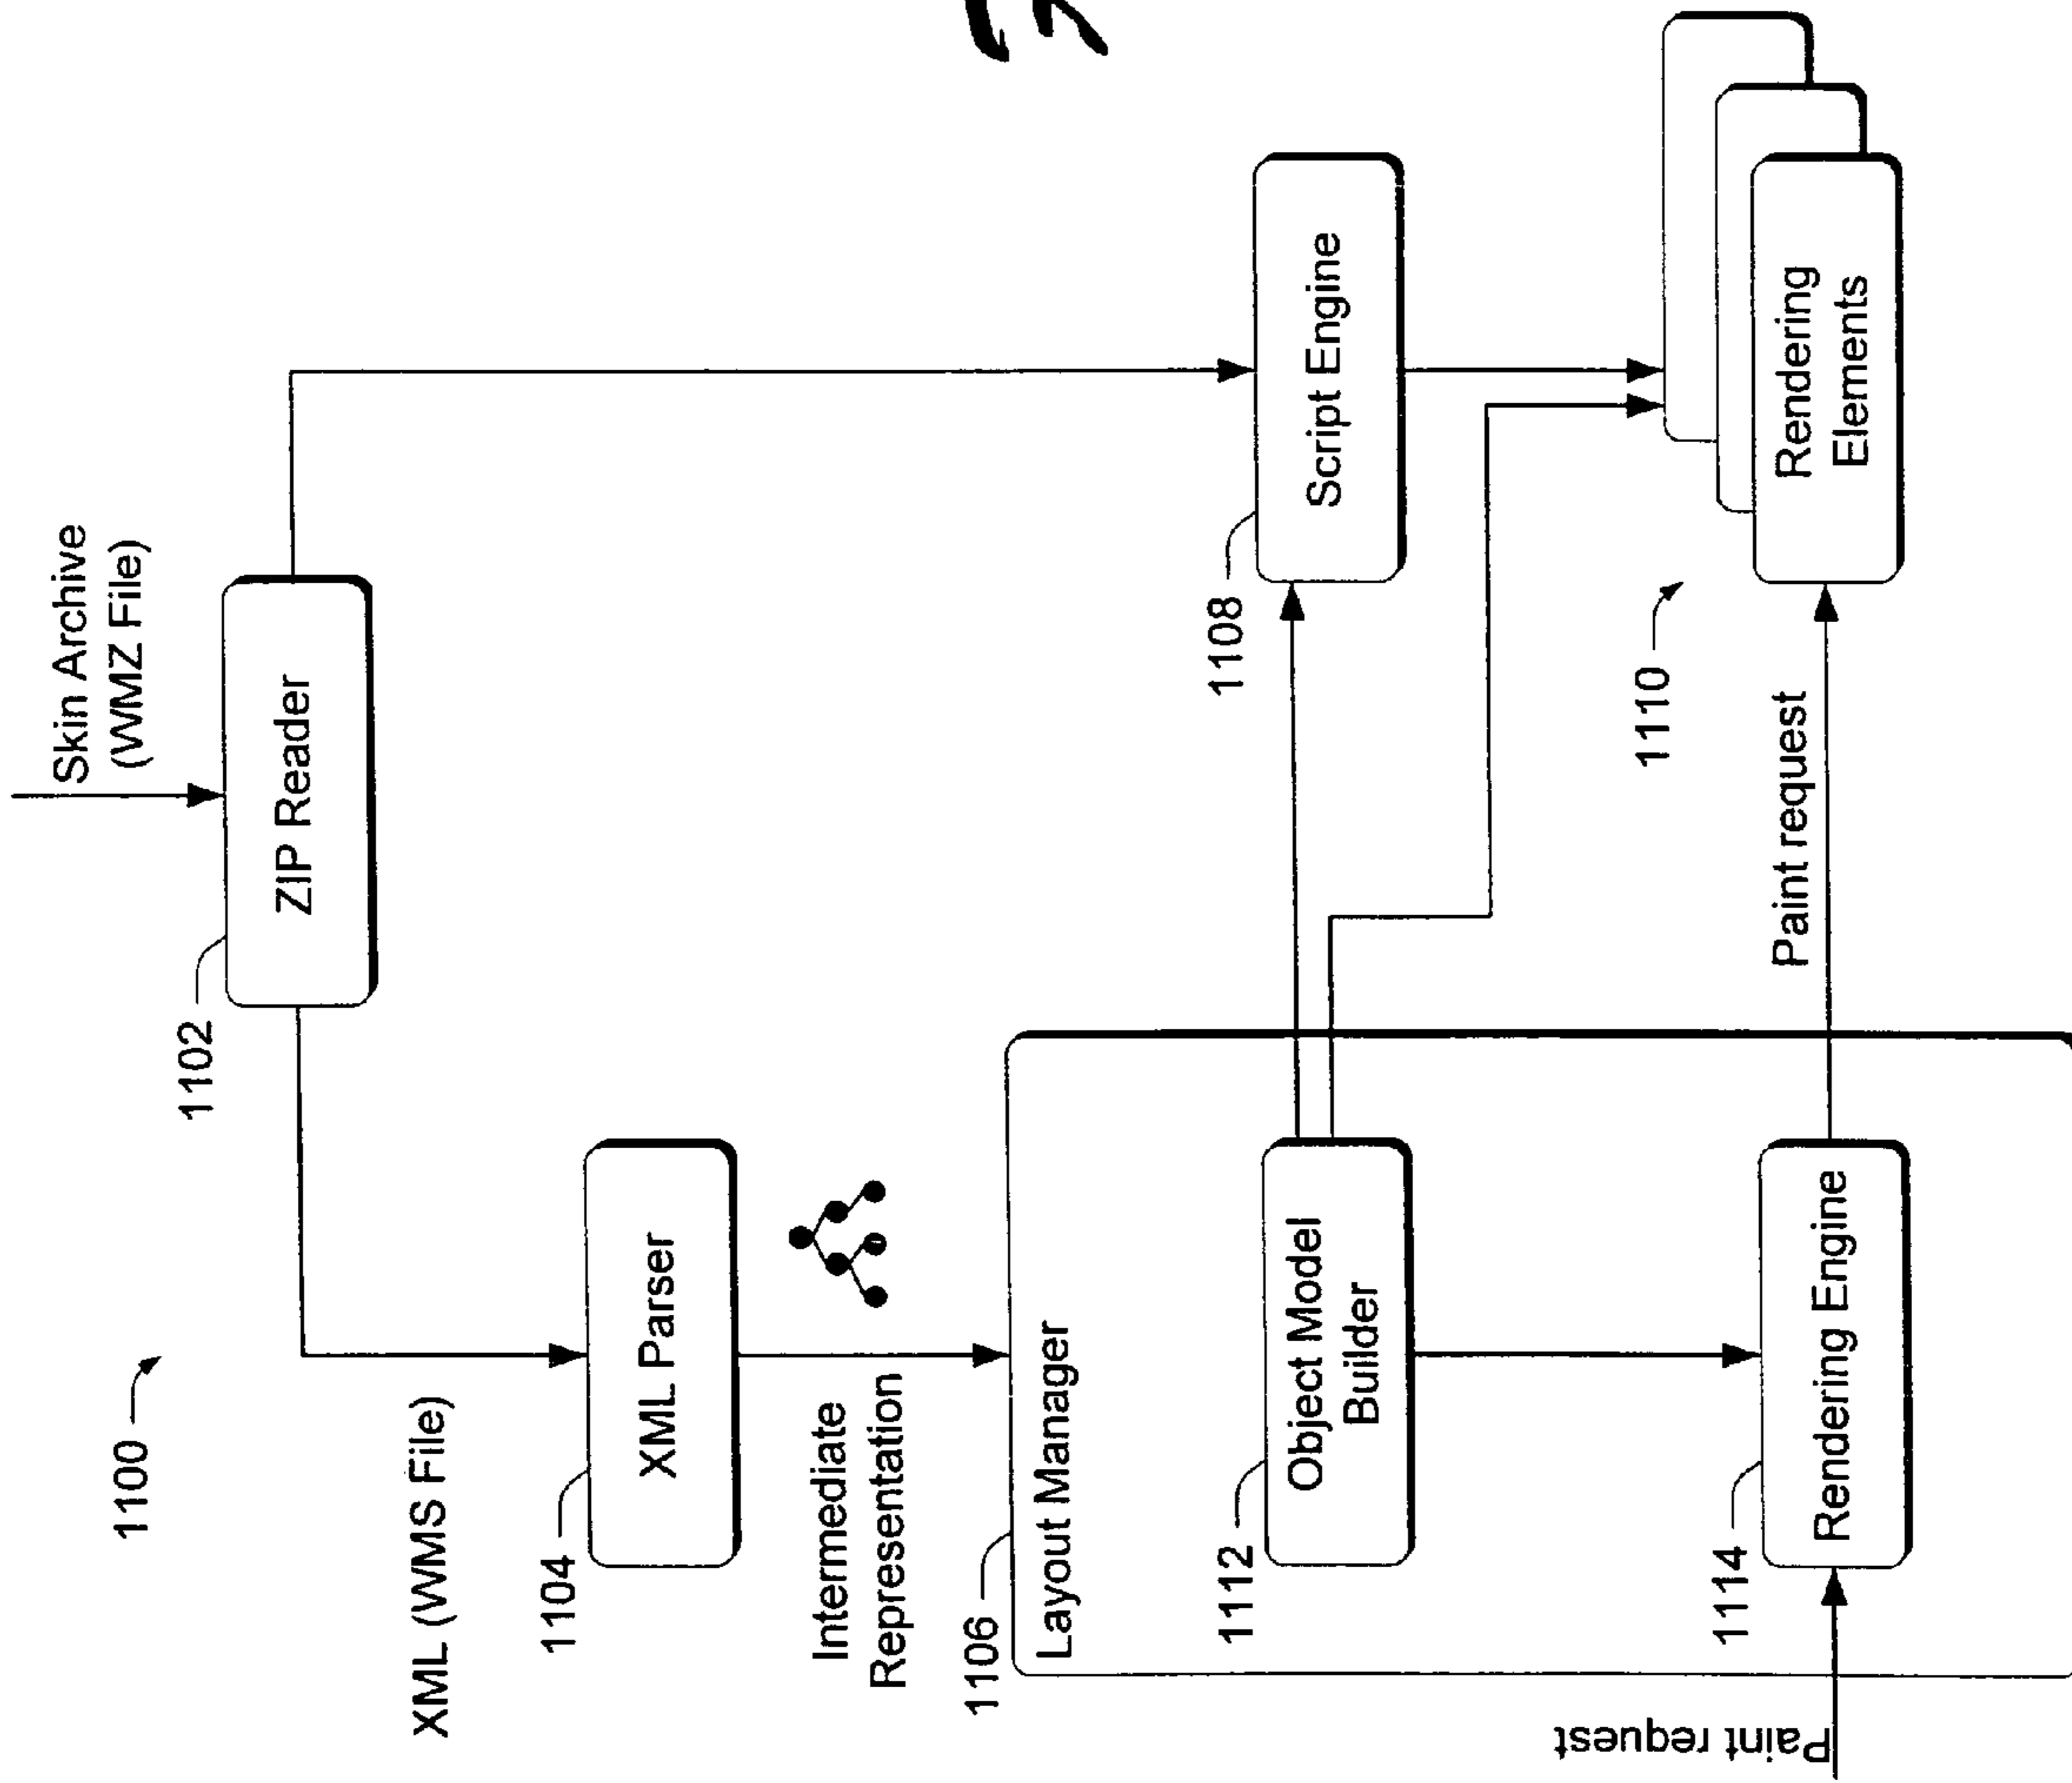 Skin Archive
(WMZ File)
1100
1102
ZIP Reader
XML (WMS File)
1104
XML Parser
Intermediate
Representation
1106
Layout Manager
1108
Script Engine
1112
Object Model
Builder
1110
Rendering
Elements
1114
Rendering Engine
Paint request
Paint request